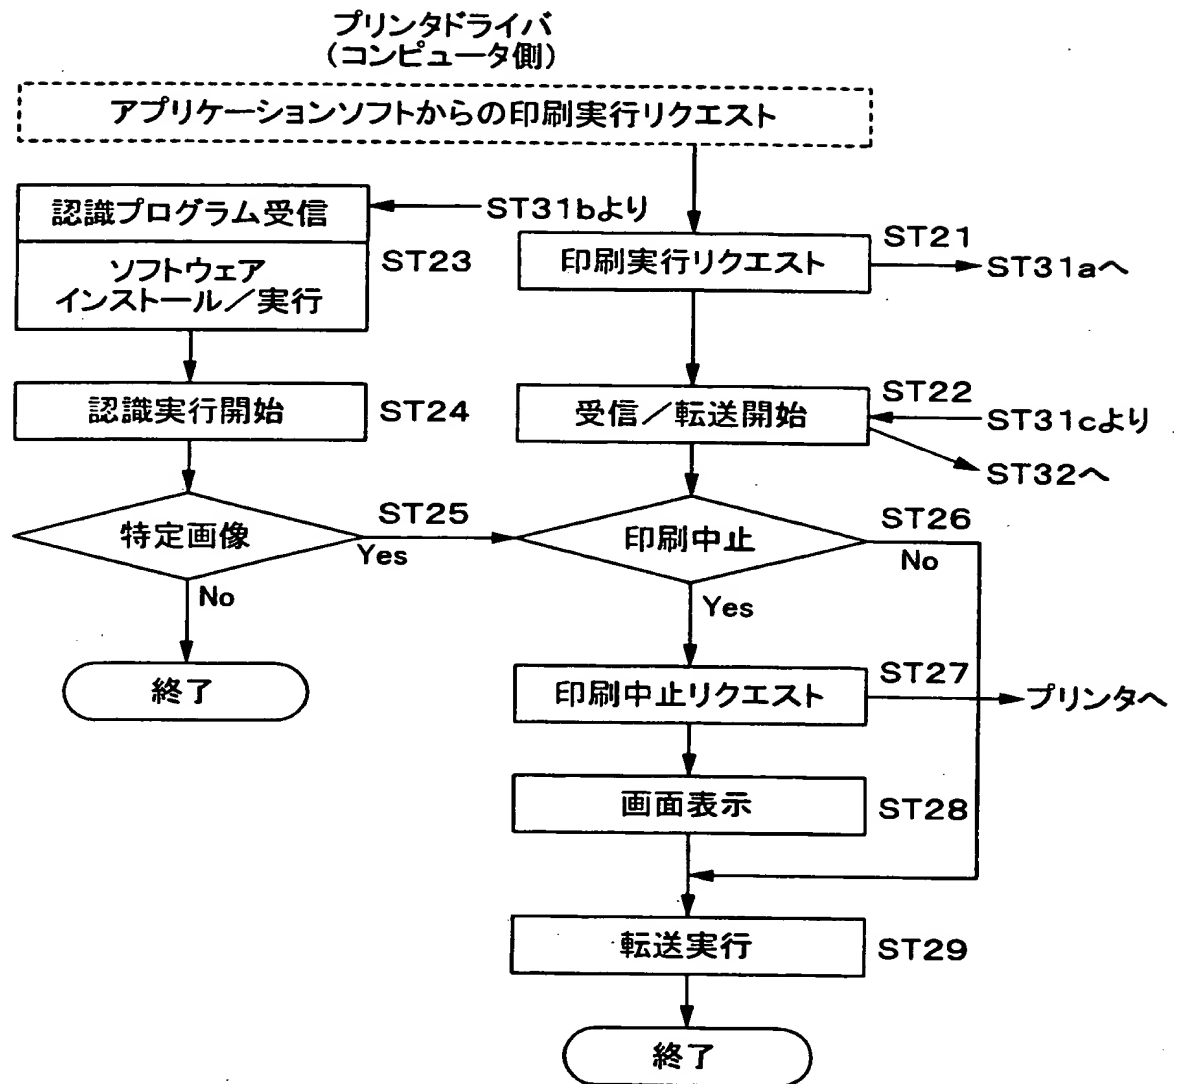 プリンタドライバ
(コンピュータ側)
アプリケーションソフトからの印刷実行リクエスト
認識プログラム受信
ST31bより
ソフトウェア
インストール/実行
ST23
印刷実行リクエスト
ST21
ST31aへ
認識実行開始
ST24
受信/転送開始
ST22
ST31cより
ST32へ
特定画像
ST25
Yes
No
終了
印刷中止
ST26
No
Yes
印刷中止リクエスト
ST27
プリンタへ
画面表示
ST28
転送実行
ST29
終了